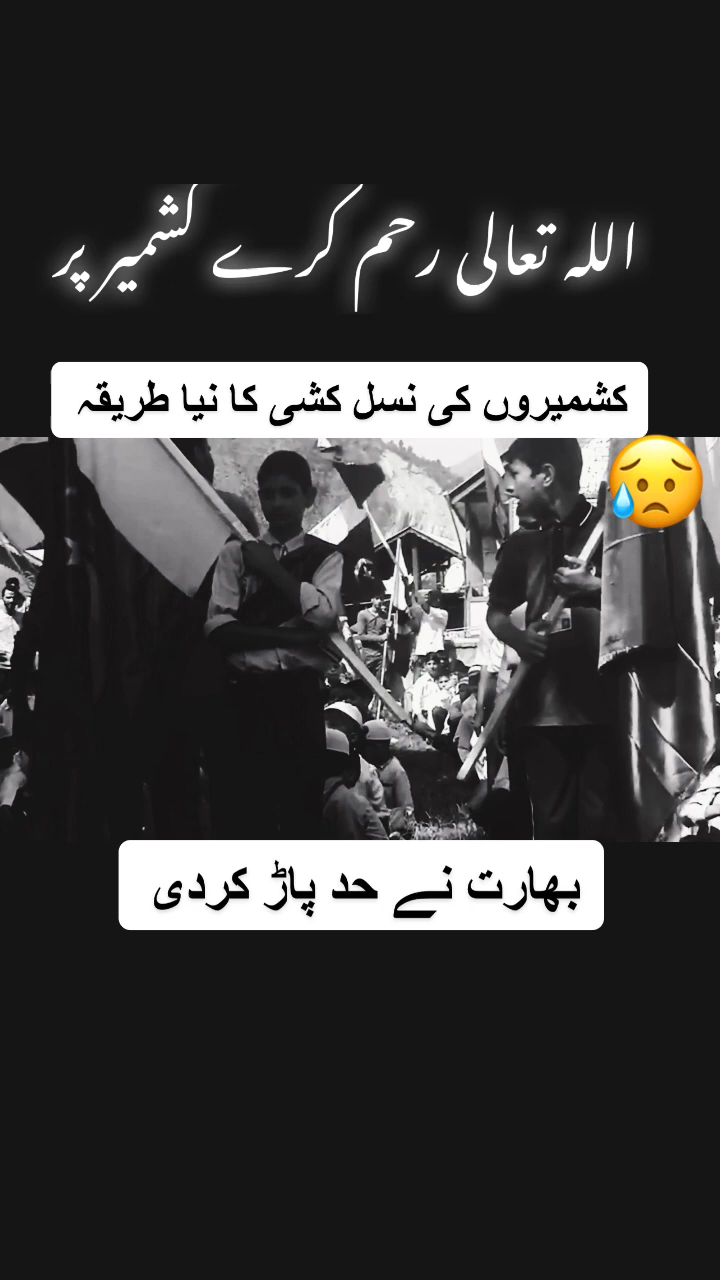 اللہ تعالی رحم کرے کشمیر پر
کشمیروں کی نسل کشی کا نیا طریقہ
بھارت نے حد پاڑ کردی